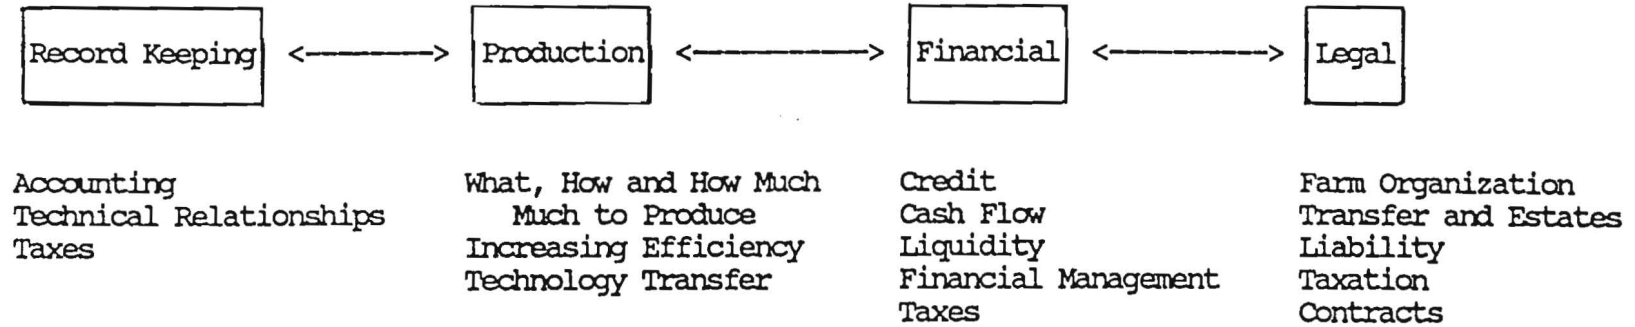 Record Keeping <--------> Production <--------> Financial <--------> Legal
Accounting
Technical Relationships
Taxes
What, How and How Much
Much to Produce
Increasing Efficiency
Technology Transfer
Credit
Cash Flow
Liquidity
Financial Management
Taxes
Farm Organization
Transfer and Estates
Liability
Taxation
Contracts